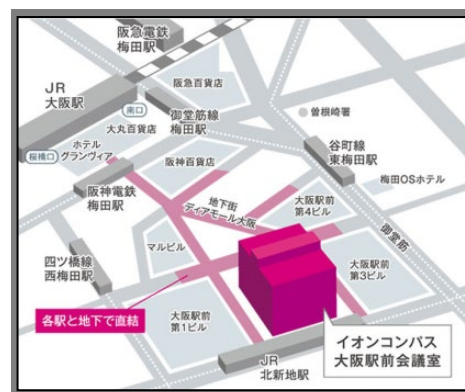 阪急電鉄
梅田駅
JR
大阪駅
南口
阪急百貨店
御堂筋線
梅田駅
大丸百貨店
曽根崎署
ホテル
グランヴィア
桜橋口
谷町線
東梅田駅
阪神百貨店
阪神電鉄
梅田駅
梅田OSホテル
地下街
ディアモール大阪
大阪駅前
第4ビル
御堂筋
マルビル
四ツ橋線
西梅田駅
大阪駅前
第3ビル
各駅と地下で直結
大阪駅前
第1ビル
イオンコンパス
大阪駅前会議室
JR
北新地駅